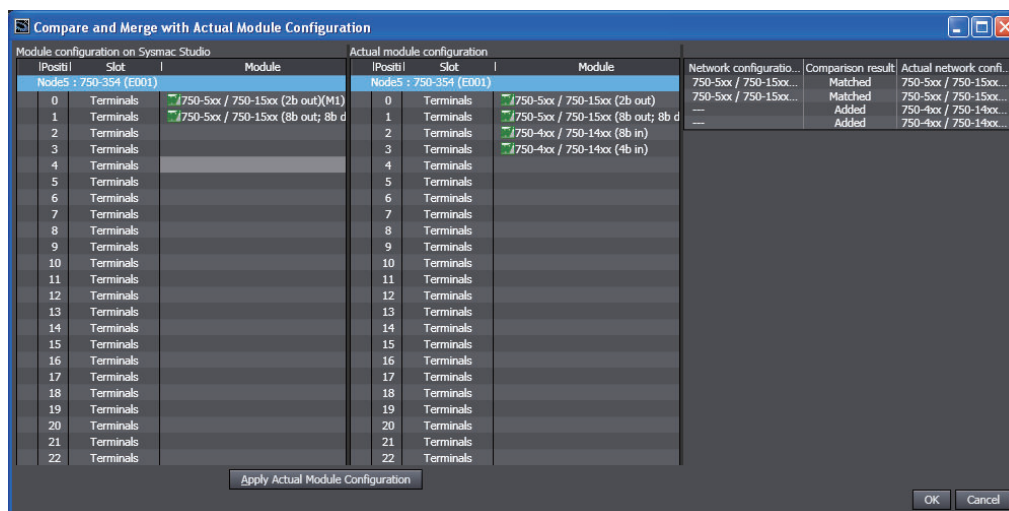 Compare and Merge with Actual Module Configuration
Module configuration on Sysmac Studio
Positi Slot Module
Node5 : 750-354 (E001)
0 Terminals 750-5xx / 750-15xx (2b out)(M1)
1 Terminals 750-5xx / 750-15xx (8b out; 8b d
2 Terminals
3 Terminals
4 Terminals
5 Terminals
6 Terminals
7 Terminals
8 Terminals
9 Terminals
10 Terminals
11 Terminals
12 Terminals
13 Terminals
14 Terminals
15 Terminals
16 Terminals
17 Terminals
18 Terminals
19 Terminals
20 Terminals
21 Terminals
22 Terminals
Actual module configuration
Positi Slot Module
Node5 : 750-354 (E001)
0 Terminals 750-5xx / 750-15xx (2b out)
1 Terminals 750-5xx / 750-15xx (8b out; 8b d
2 Terminals 750-4xx / 750-14xx (8b in)
3 Terminals 750-4xx / 750-14xx (4b in)
4 Terminals
5 Terminals
6 Terminals
7 Terminals
8 Terminals
9 Terminals
10 Terminals
11 Terminals
12 Terminals
13 Terminals
14 Terminals
15 Terminals
16 Terminals
17 Terminals
18 Terminals
19 Terminals
20 Terminals
21 Terminals
22 Terminals
Network configuratio... Comparison result Actual network confi...
750-5xx / 750-15xx... Matched 750-5xx / 750-15xx...
750-5xx / 750-15xx... Matched 750-5xx / 750-15xx...
--- Added 750-4xx / 750-14xx...
--- Added 750-4xx / 750-14xx...
Apply Actual Module Configuration
OK Cancel